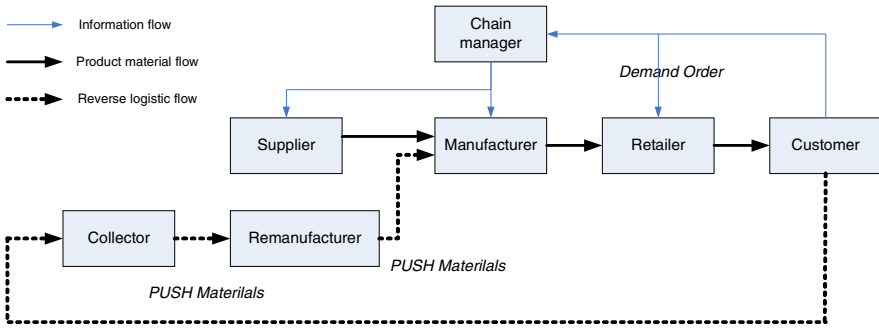 Information flow
Product material flow
Reverse logistic flow
Chain
manager
Demand Order
Supplier
Manufacturer
Retailer
Customer
Collector
Remanufacturer
PUSH Materilals
PUSH Materilals